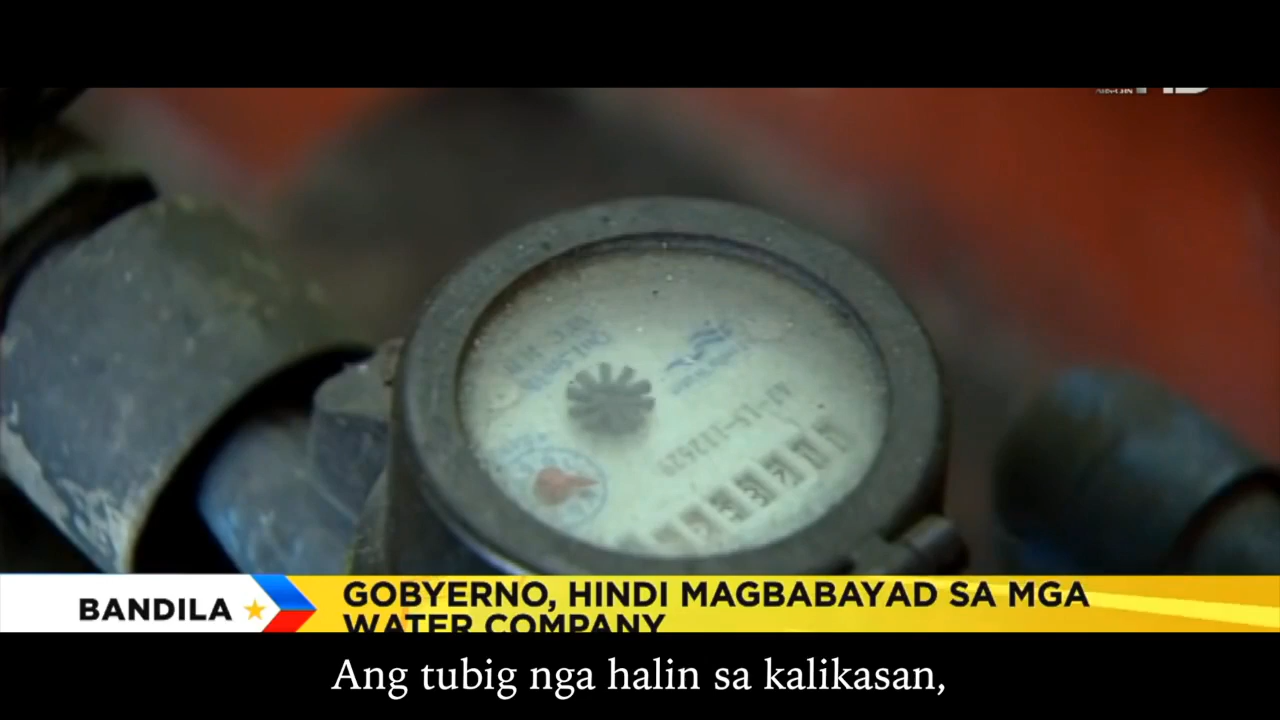 BANDILA
GOBYERNO, HINDI MAGBABAYAD SA MGA
WATER COMPANY
Ang tubig nga halin sa kalikasan,